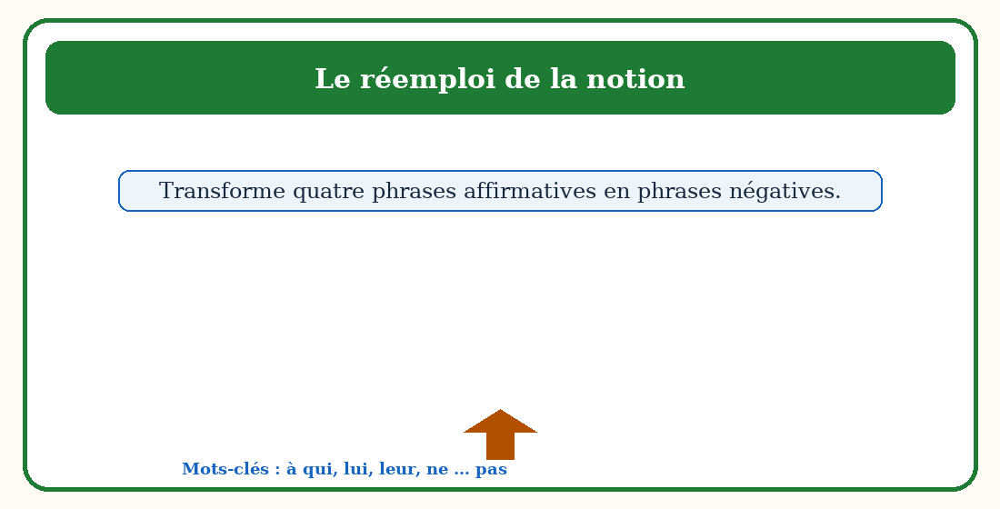 Le réemploi de la notion
Transforme quatre phrases affirmatives en phrases négatives.
Mots-clés : à qui, lui, leur, ne ... pas